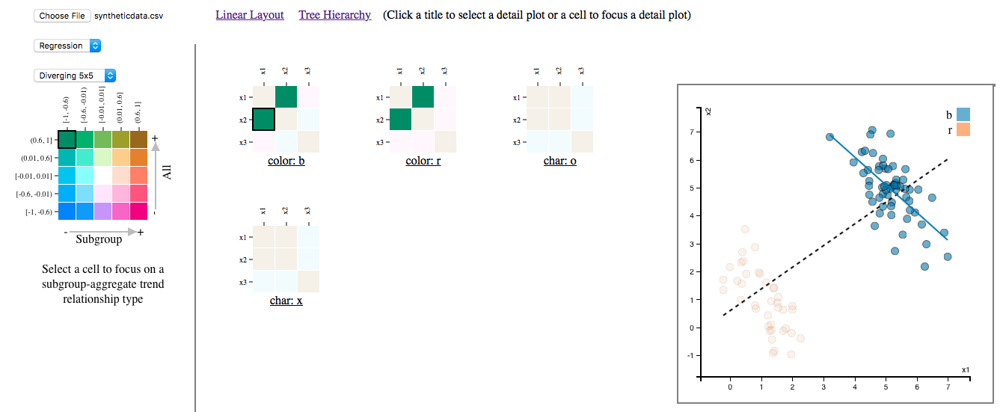 Choose File syntheticdata.csv
Linear Layout Tree Hierarchy (Click a title to select a detail plot or a cell to focus a detail plot)
Regression
Diverging 5x5
[-1, -0.6) [-0.6, -0.01) [-0.01, 0.01] (0.01, 0.6] (0.6, 1]
(0.6, 1] +
(0.01, 0.6]
[-0.01, 0.01] All
[-0.6, -0.01)
[-1, -0.6) -
- +
Subgroup
Select a cell to focus on a
subgroup-aggregate trend
relationship type
x1 x2 x3
x1
x2
x3
color: b
x1 x2 x3
x1
x2
x3
color: r
x1 x2 x3
x1
x2
x3
char: o
x1 x2 x3
x1
x2
x3
char: x
x2
b
r
7
6
5
4
3
2
1
0
-1
x1
0 1 2 3 4 5 6 7